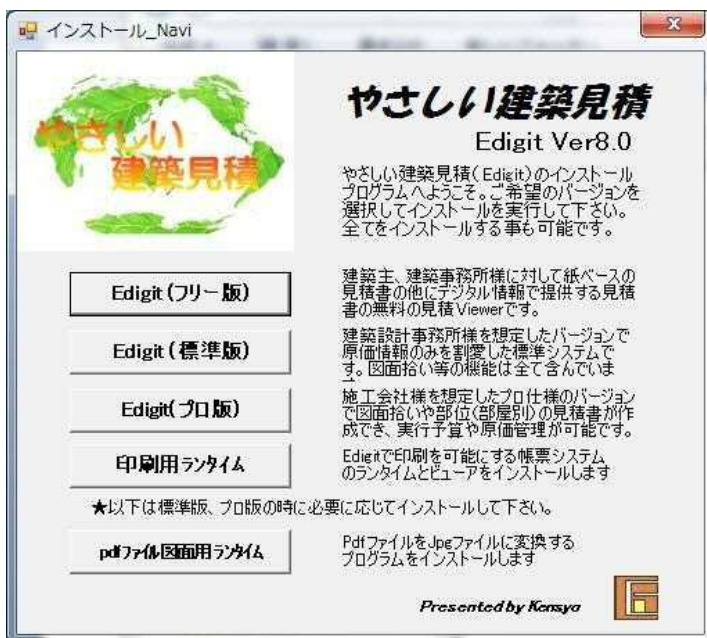 インストール_Navi
やさしい
建築見積
やさしい建築見積
Edigit Ver8.0
やさしい建築見積(Edigit)のインストール
プログラムへようこそ。ご希望のバージョンを
選択してインストールを実行して下さい。
全てをインストールする事も可能です。
Edigit(フリー版)
建築主、建築事務所様に対して紙ベースの
見積書の他にデジタル情報で提供する見積
書の無料の見積Viewerです。
Edigit(標準版)
建築設計事務所様を想定したバージョンで
原価情報のみを割愛した標準システムで
す。図面拾い等の機能は全て含んでいま
Edigit(プロ版)
施工会社様を想定したプロ仕様のバージョン
で図面拾いや部位(部屋別)の見積書が作
成でき、実行予算や原価管理が可能です。
印刷用ランタイム
Edigitで印刷を可能にする帳票システム
のランタイムとビューアをインストールします
★以下は標準版、プロ版の時に必要に応じてインストールして下さい。
pdfファイル図面用ランタイム
PdfファイルをJpgファイルに変換する
プログラムをインストールします
Presented by Kensya